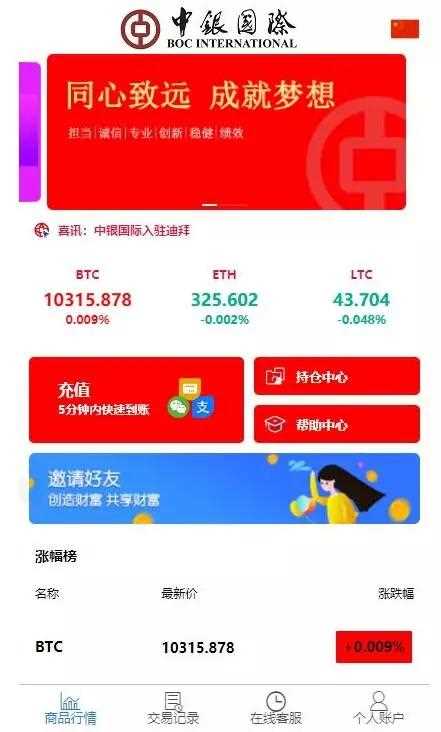 中银国際
BOC INTERNATIONAL
同心致远 成就梦想
担当|诚信|专业|创新|稳健|绩效
喜讯：中银国际入驻迪拜
BTC ETH LTC
10315.878 325.602 43.704
0.009% -0.002% -0.048%
充值
5分钟内快速到账
支
持仓中心
帮助中心
邀请好友
创造财富 共享财富
涨幅榜
名称 最新价 涨跌幅
BTC 10315.878 +0.009%
商品行情 交易记录 在线客服 个人账户